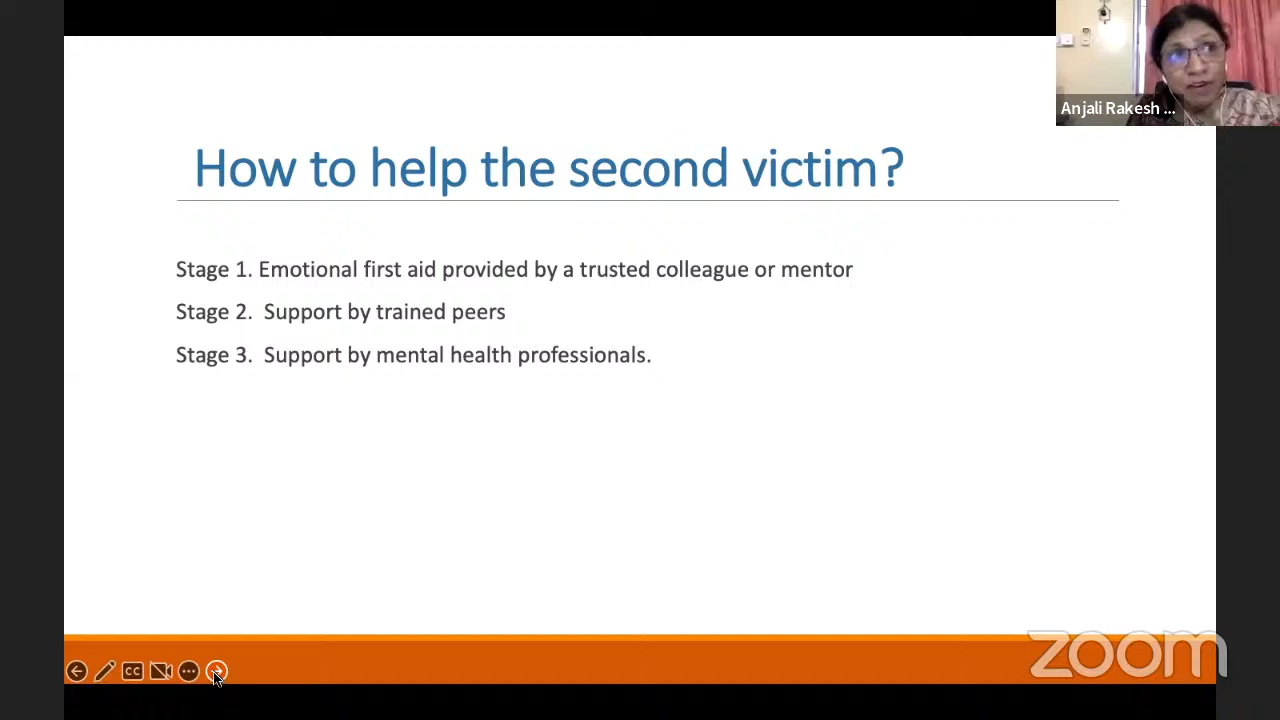 Anjali Rakesh ...
How to help the second victim?
Stage 1. Emotional first aid provided by a trusted colleague or mentor
Stage 2. Support by trained peers
Stage 3. Support by mental health professionals.
CC
zoom